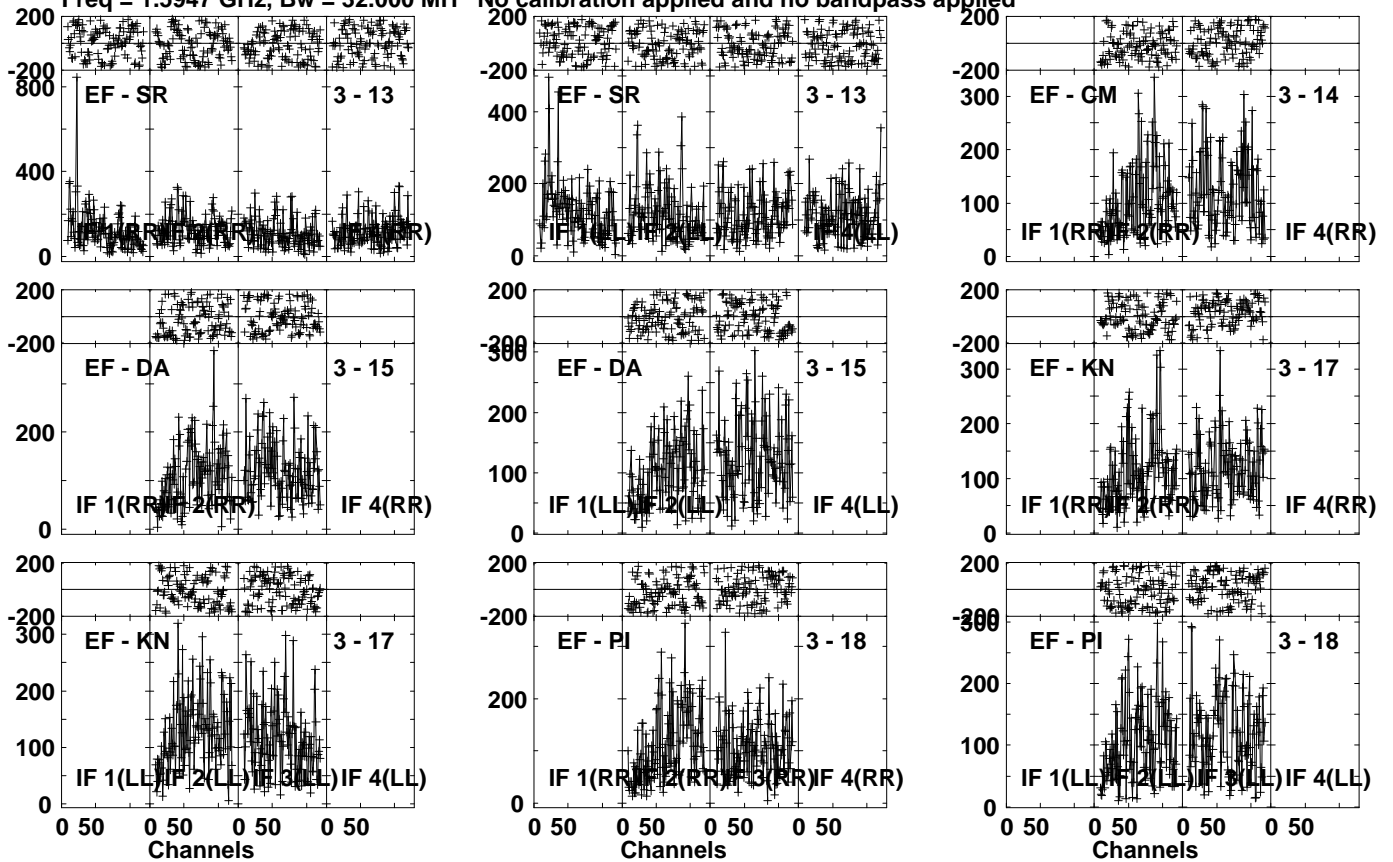 Freq = 1.5947 GHz, Bw = 32.000 MH No calibration applied and no bandpass applied
200
-200
800
400
0
EF - SR
3 - 13
IF 1(RR)
IF 2(RR)
IF 4(RR)
200
-200
400
200
0
EF - SR
3 - 13
IF 1(LL)
IF 2(LL)
IF 4(LL)
200
-200
300
200
100
0
EF - CM
3 - 14
IF 1(RR)
IF 2(RR)
IF 4(RR)
200
-200
200
0
EF - DA
3 - 15
IF 1(RR)
IF 2(RR)
IF 4(RR)
200
-200
300
200
100
0
EF - DA
3 - 15
IF 1(LL)
IF 2(LL)
IF 4(LL)
200
-200
300
200
100
0
EF - KN
3 - 17
IF 1(RR)
IF 2(RR)
IF 4(RR)
200
-200
300
200
100
0
EF - KN
3 - 17
IF 1(LL)
IF 2(LL)
IF 3(LL)
IF 4(LL)
0 50 0 50 0 50 0 50
Channels
200
-200
200
0
EF - PI
3 - 18
IF 1(RR)
IF 2(RR)
IF 3(RR)
IF 4(RR)
0 50 0 50 0 50 0 50
Channels
200
-200
300
200
100
0
EF - PI
3 - 18
IF 1(LL)
IF 2(LL)
IF 3(LL)
IF 4(LL)
0 50 0 50 0 50 0 50
Channels